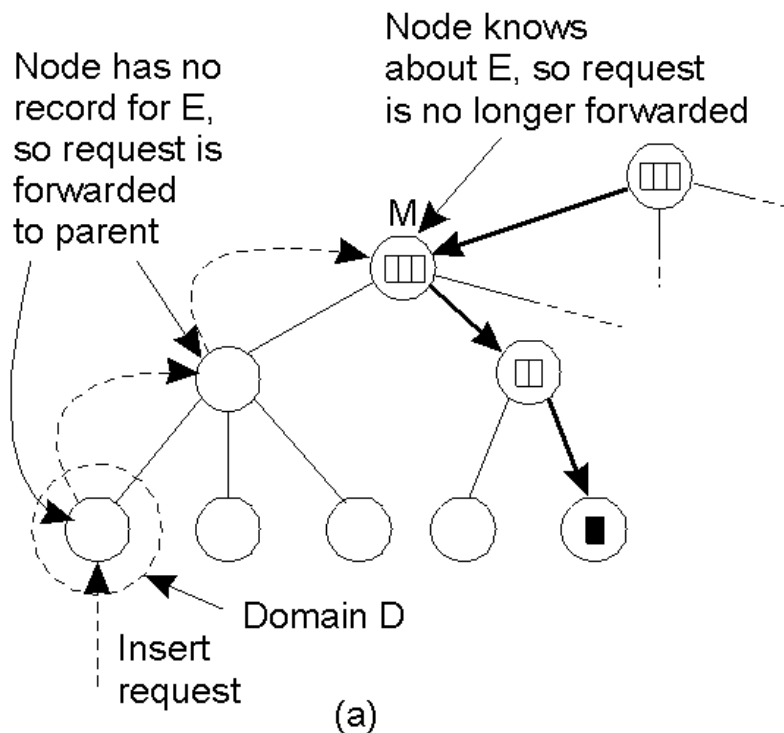 Node has no
record for E,
so request is
forwarded
to parent
Node knows
about E, so request
is no longer forwarded
M
Domain D
Insert
request
(a)